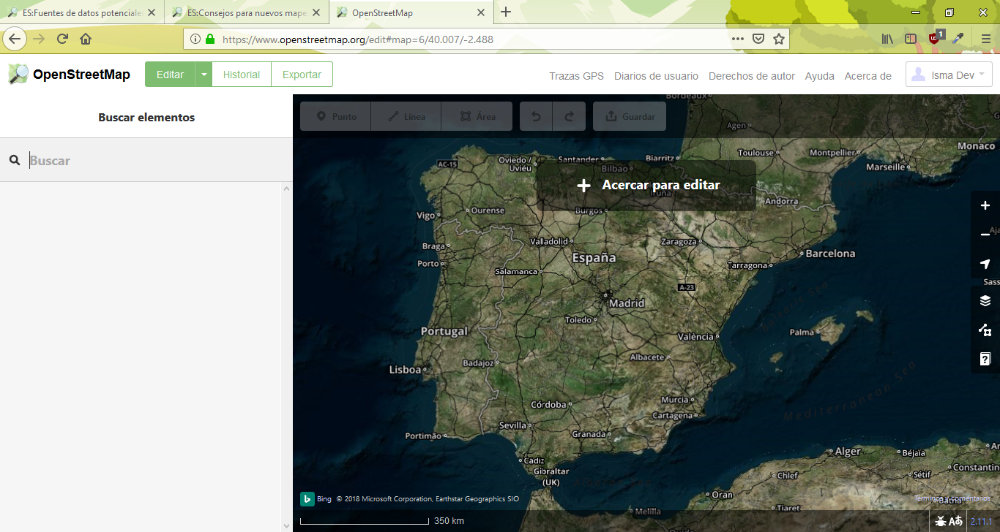 ES:Fuentes de datos potenciale
ES:Consejos para nuevos mape
OpenStreetMap
https://www.openstreetmap.org/edit#map=6/40.007/-2.488
1
OpenStreetMap
Editar
Historial
Exportar
Trazas GPS
Diarios de usuario
Derechos de autor
Ayuda
Acerca de
Isma Dev
Buscar elementos
Buscar
Punto
Línea
Área
Guardar
Acercar para editar
Bordeaux
Agen
Toulouse
Montpellier
Monaco
Marseille
AC-15
Oviedo /
Uviéu
Santander
Bilbao
Biarritz
Iruña
Andorra
Vigo
Ourense
Burgos
Valladolid
Zaragoza
Braga
Porto
España
Barcelona
Tarragona
Salamanca
Sass
A-23
Madrid
Toledo
Balearic Sea
Portugal
València
Palma
Badajoz
Albacete
Lisboa
Mediterranean Sea
Córdoba
Murcia
Cartagena
Sevilla
Granada
Portimão
Cádiz
Gibraltar
(UK)
Alger
Béjaïa
Constantin
Chlef
Sétif
Oran
Batna
Tiaret
Melilla
Bing © 2018 Microsoft Corporation, Earthstar Geographics SIO
Términos y comentarios
350 km
2.11.1